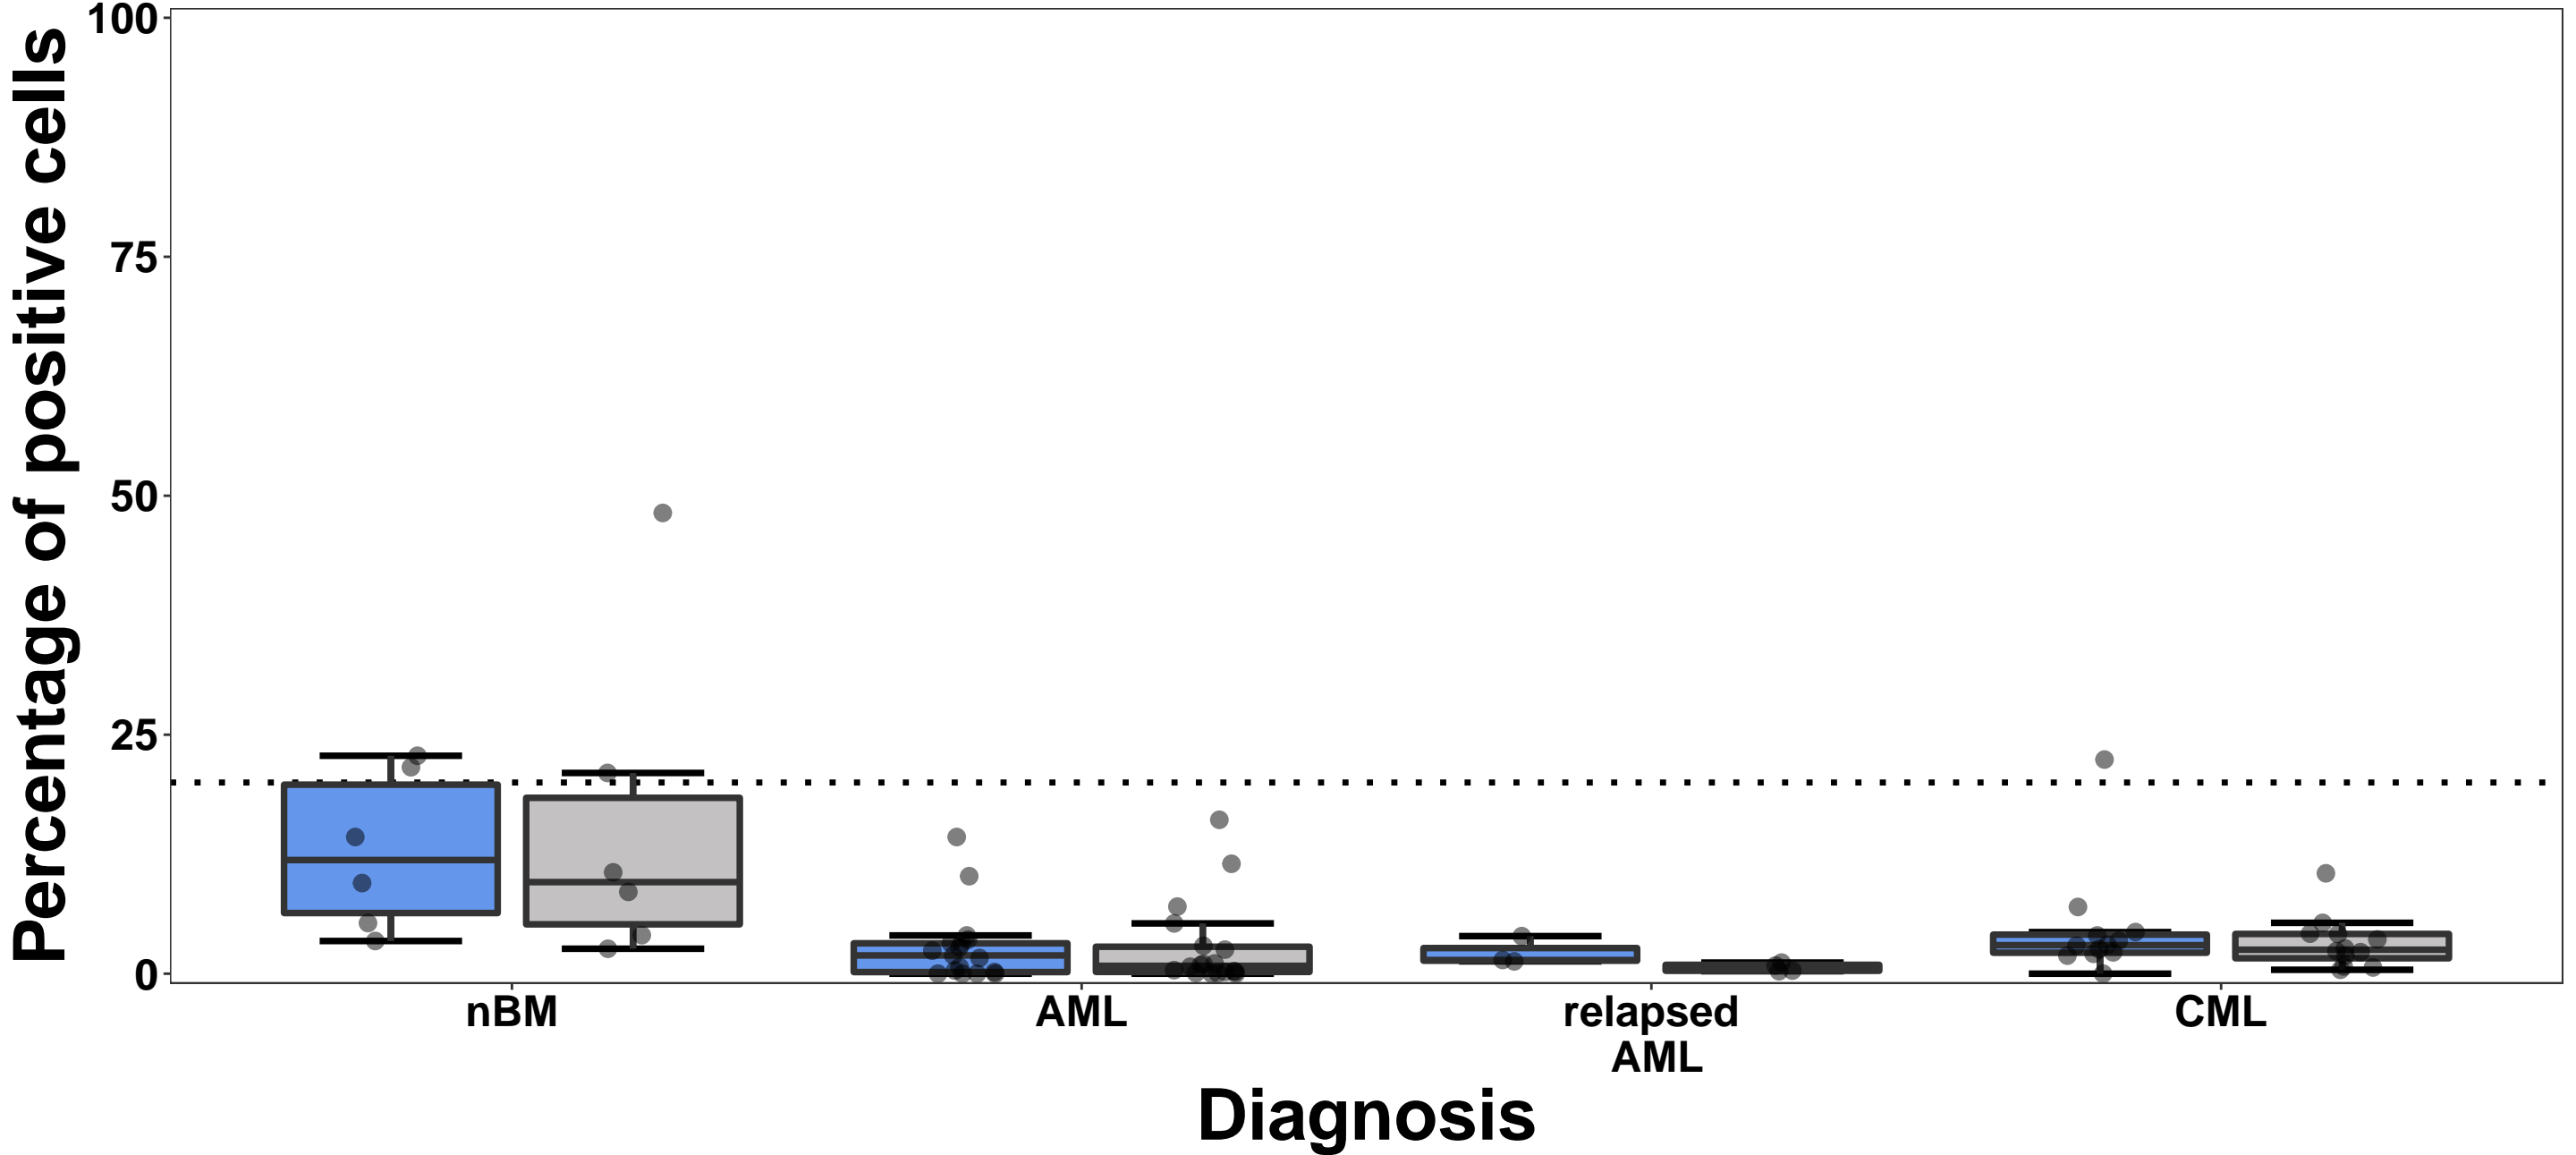 Percentage of positive cells
100
75
50
25
0
nBM
AML
relapsed
AML
CML
Diagnosis